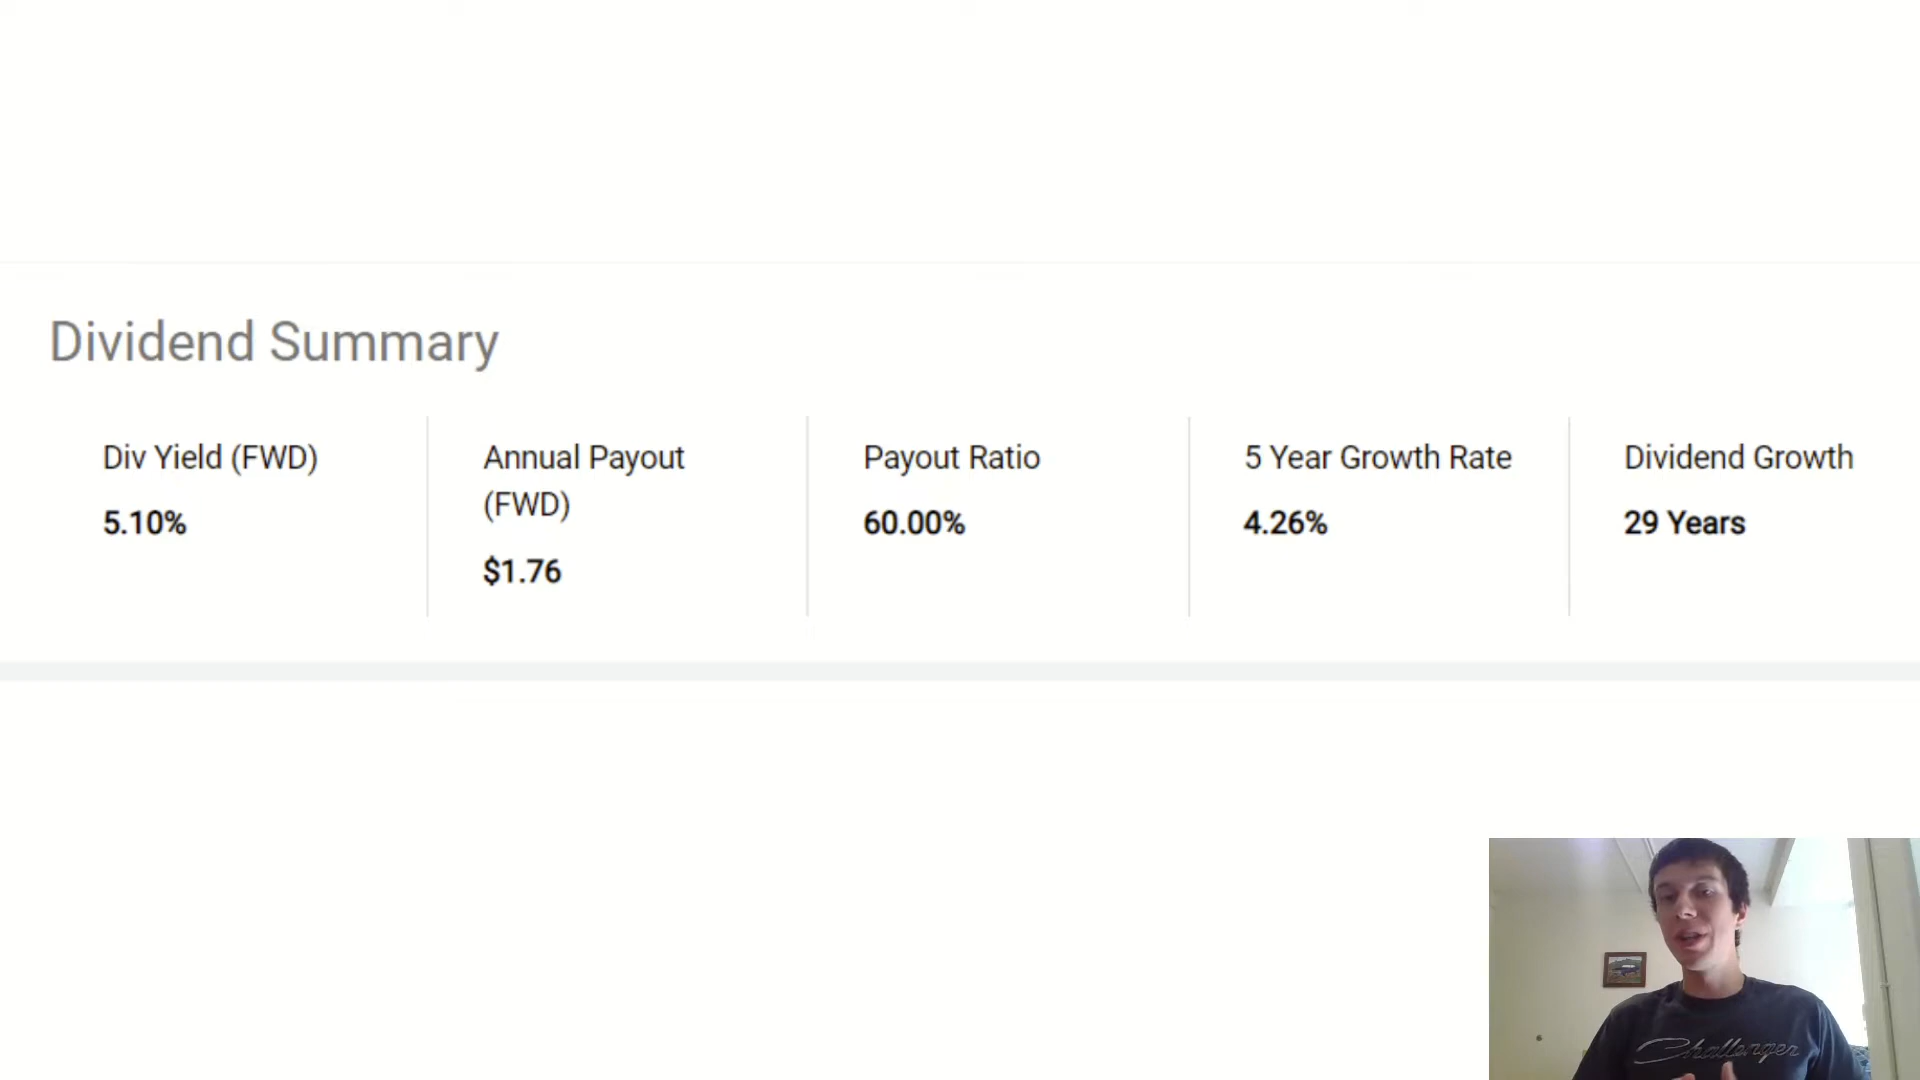 Dividend Summary
Div Yield (FWD)
5.10%
Annual Payout
(FWD)
$1.76
Payout Ratio
60.00%
5 Year Growth Rate
4.26%
Dividend Growth
29 Years
Challenger